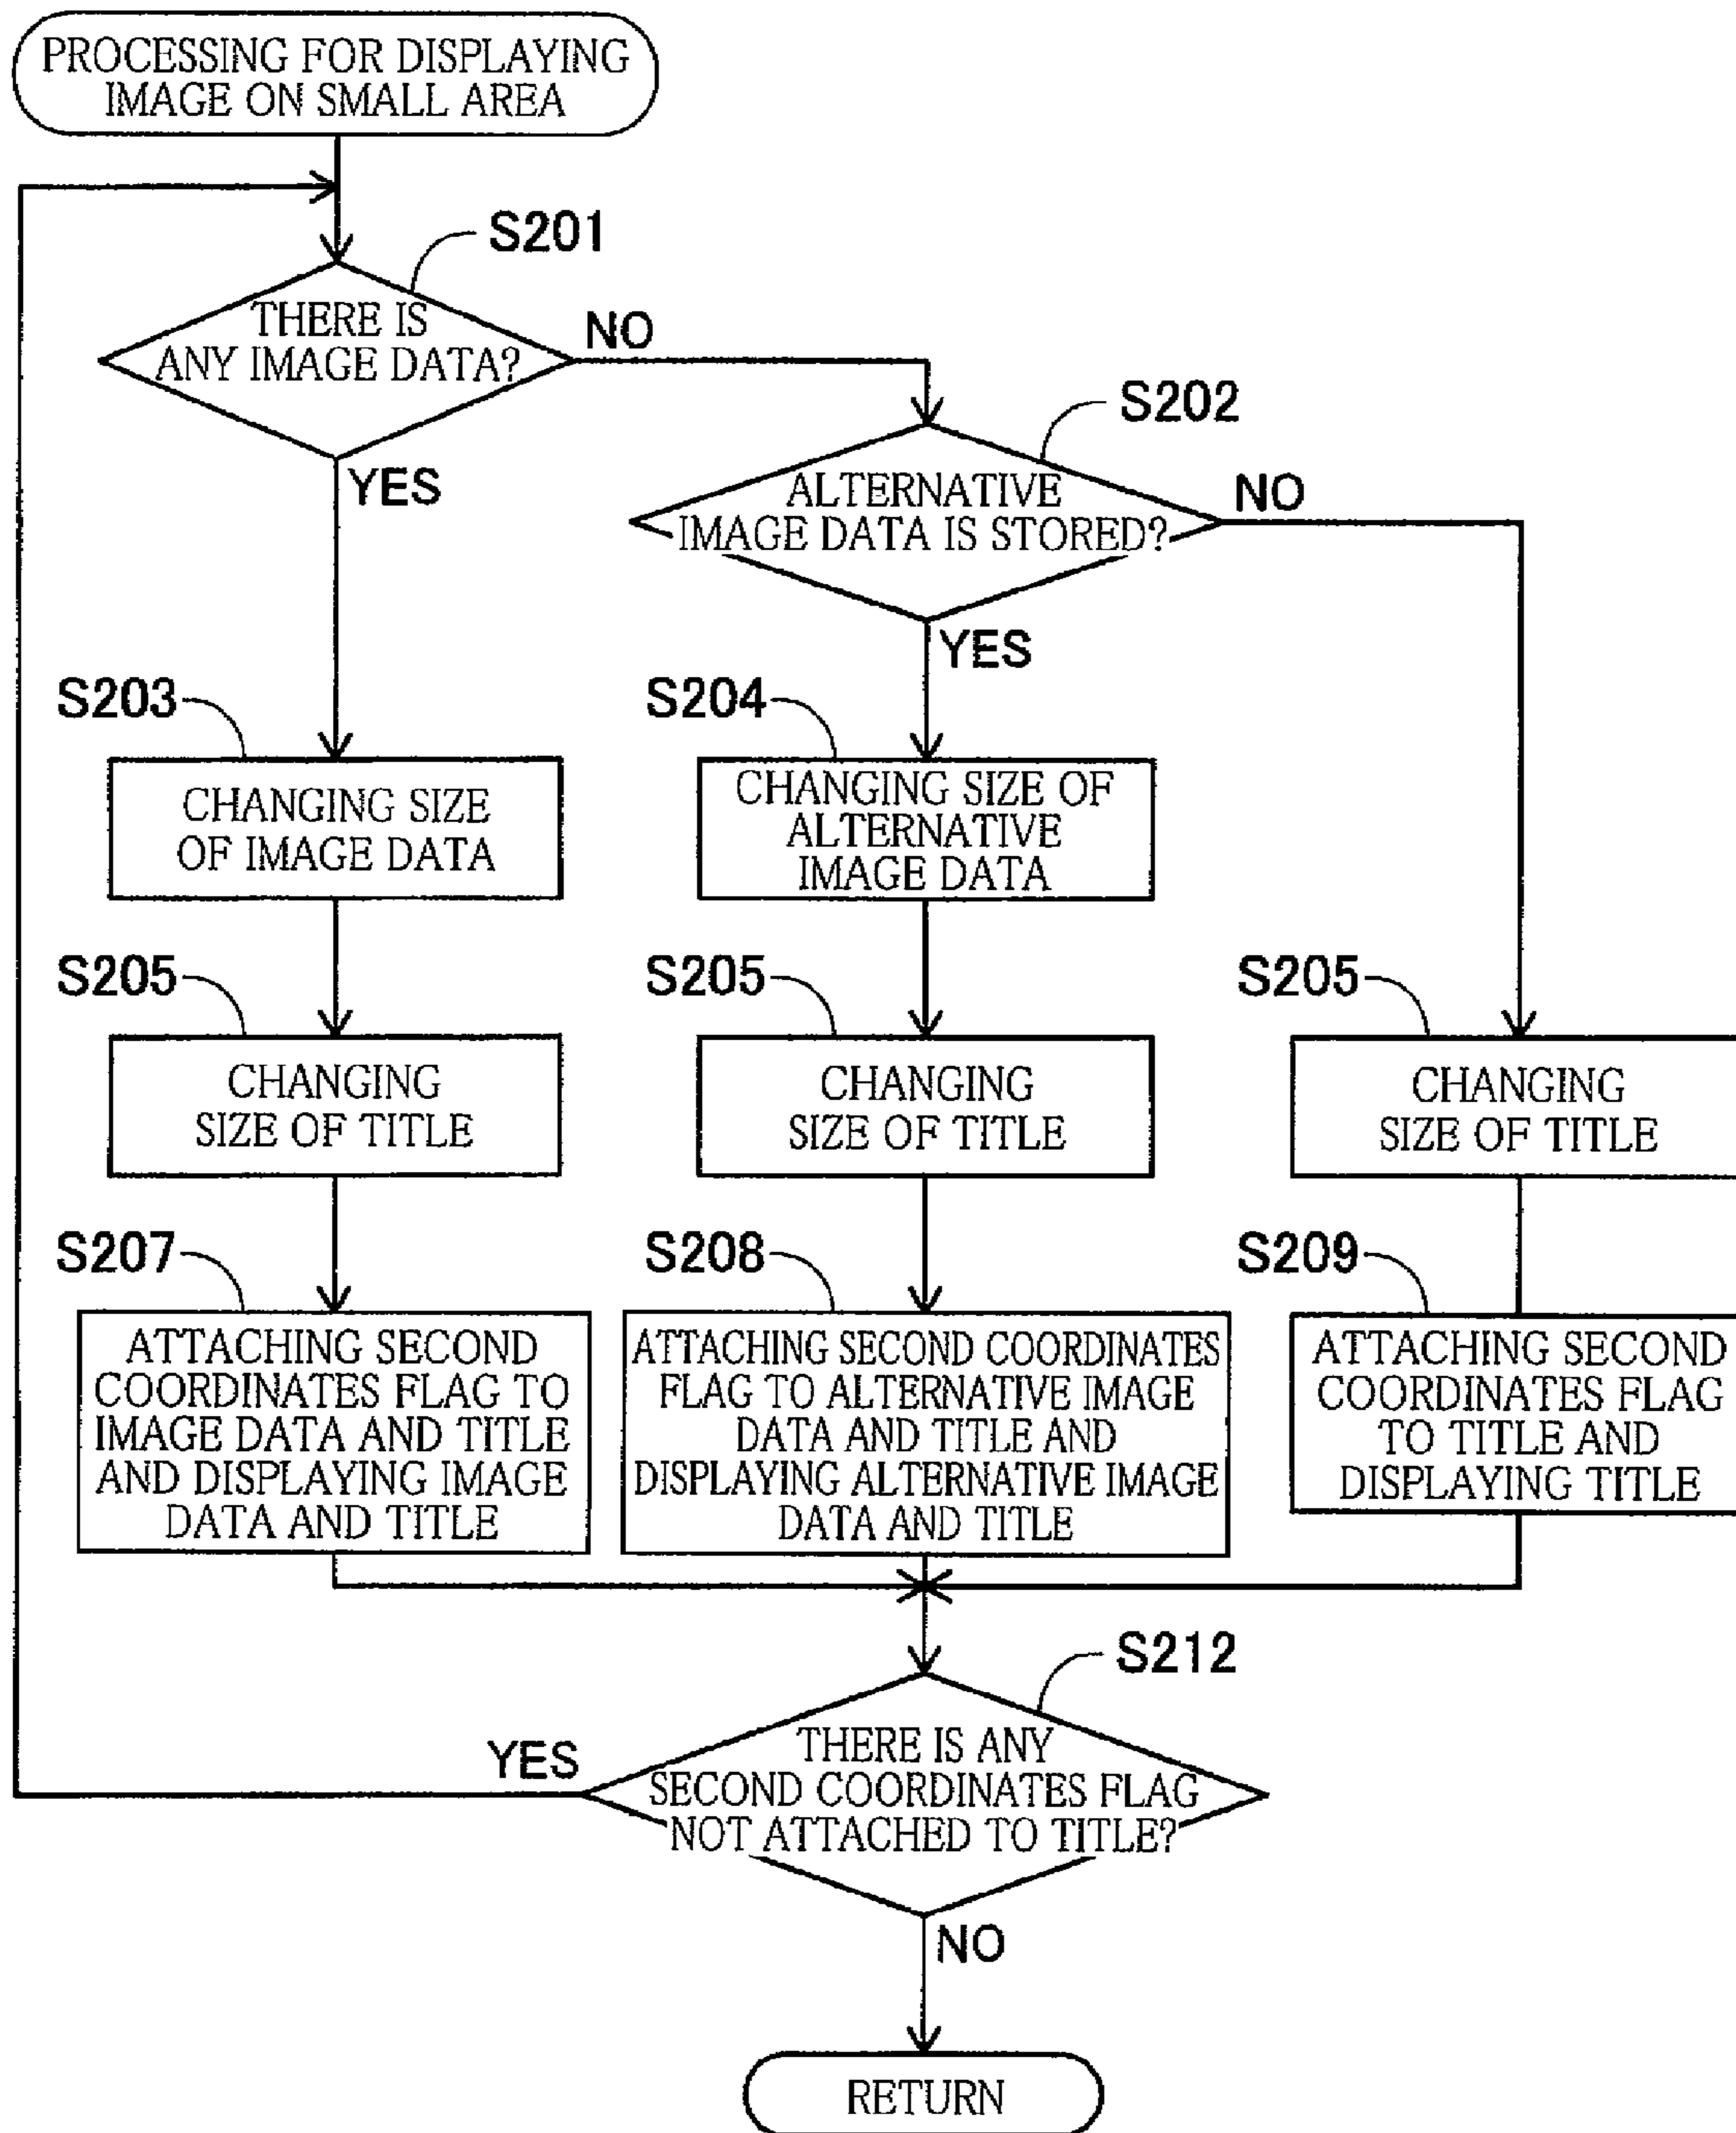 PROCESSING FOR DISPLAYING
IMAGE ON SMALL AREA
S201
THERE IS
ANY IMAGE DATA?
NO
YES
S202
ALTERNATIVE
IMAGE DATA IS STORED?
NO
YES
S203
CHANGING SIZE
OF IMAGE DATA
S204
CHANGING SIZE OF
ALTERNATIVE
IMAGE DATA
S205
CHANGING
SIZE OF TITLE
S205
CHANGING
SIZE OF TITLE
S205
CHANGING
SIZE OF TITLE
S207
ATTACHING SECOND
COORDINATES FLAG TO
IMAGE DATA AND TITLE
AND DISPLAYING IMAGE
DATA AND TITLE
S208
ATTACHING SECOND COORDINATES
FLAG TO ALTERNATIVE IMAGE
DATA AND TITLE AND
DISPLAYING ALTERNATIVE IMAGE
DATA AND TITLE
S209
ATTACHING SECOND
COORDINATES FLAG
TO TITLE AND
DISPLAYING TITLE
S212
THERE IS ANY
SECOND COORDINATES FLAG
NOT ATTACHED TO TITLE?
YES
NO
RETURN